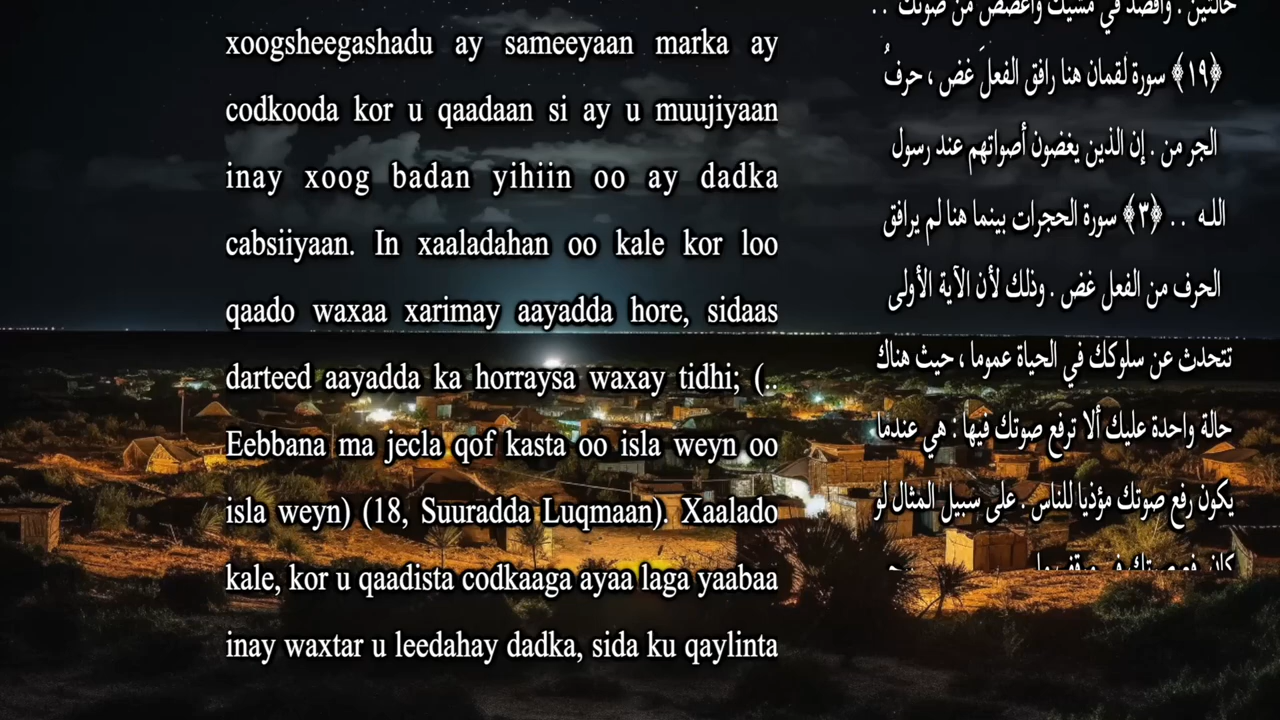 xoogsheegashadu ay sameeyaan marka ay
codkooda kor u qaadaan si ay u muujiyaan
inay xoog badan yihiin oo ay dadka
cabsiiyaan. In xaaladahan oo kale kor loo
qaado waxaa xarimay aayadda hore, sidaas
darteed aayadda ka horraysa waxay tidhi; (..
Eebbana ma jecla qof kasta oo isla weyn oo
isla weyn) (18, Suuradda Luqmaan). Xaalado
kale, kor u qaadista codkaaga ayaa laga yaabaa
inay waxtar u leedahay dadka, sida ku qaylinta
حالتين . واقصد في مشيك واغضض من صوتك ..
﴿١٩﴾ سورة لقمان هنا رافق الفعلَ غض ، حرفُ
الجر من . إن الذين يغضون أصواتهم عند رسول
اللـه .. ﴿٣﴾ سورة الحجرات بينما هنا لم يرافق
الحرف من الفعل غض . وذلك لأن الآية الأولى
تتحدث عن سلوكك في الحياة عموما ، حيث هناك
حالة واحدة عليك ألا ترفع صوتك فيها : هي عندما
يكون رفع صوتك مؤذيا للناس . على سبيل المثال لو